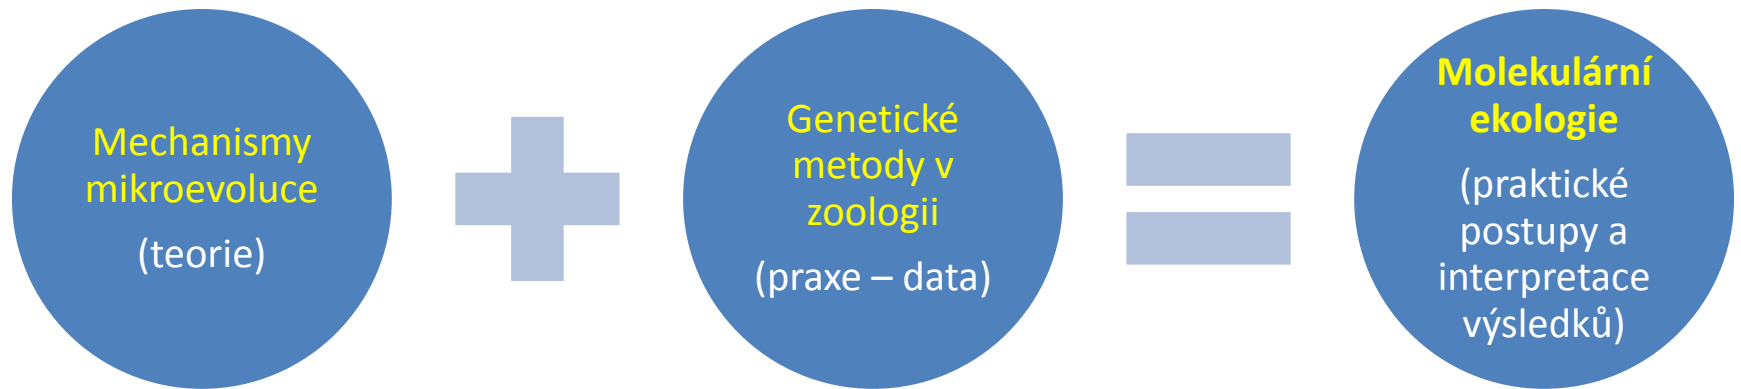 Mechanismy
mikroevoluce
(teorie)
Genetické
metody v
zoologii
(praxe – data)
Molekulární
ekologie
(praktické
postupy a
interpretace
výsledků)